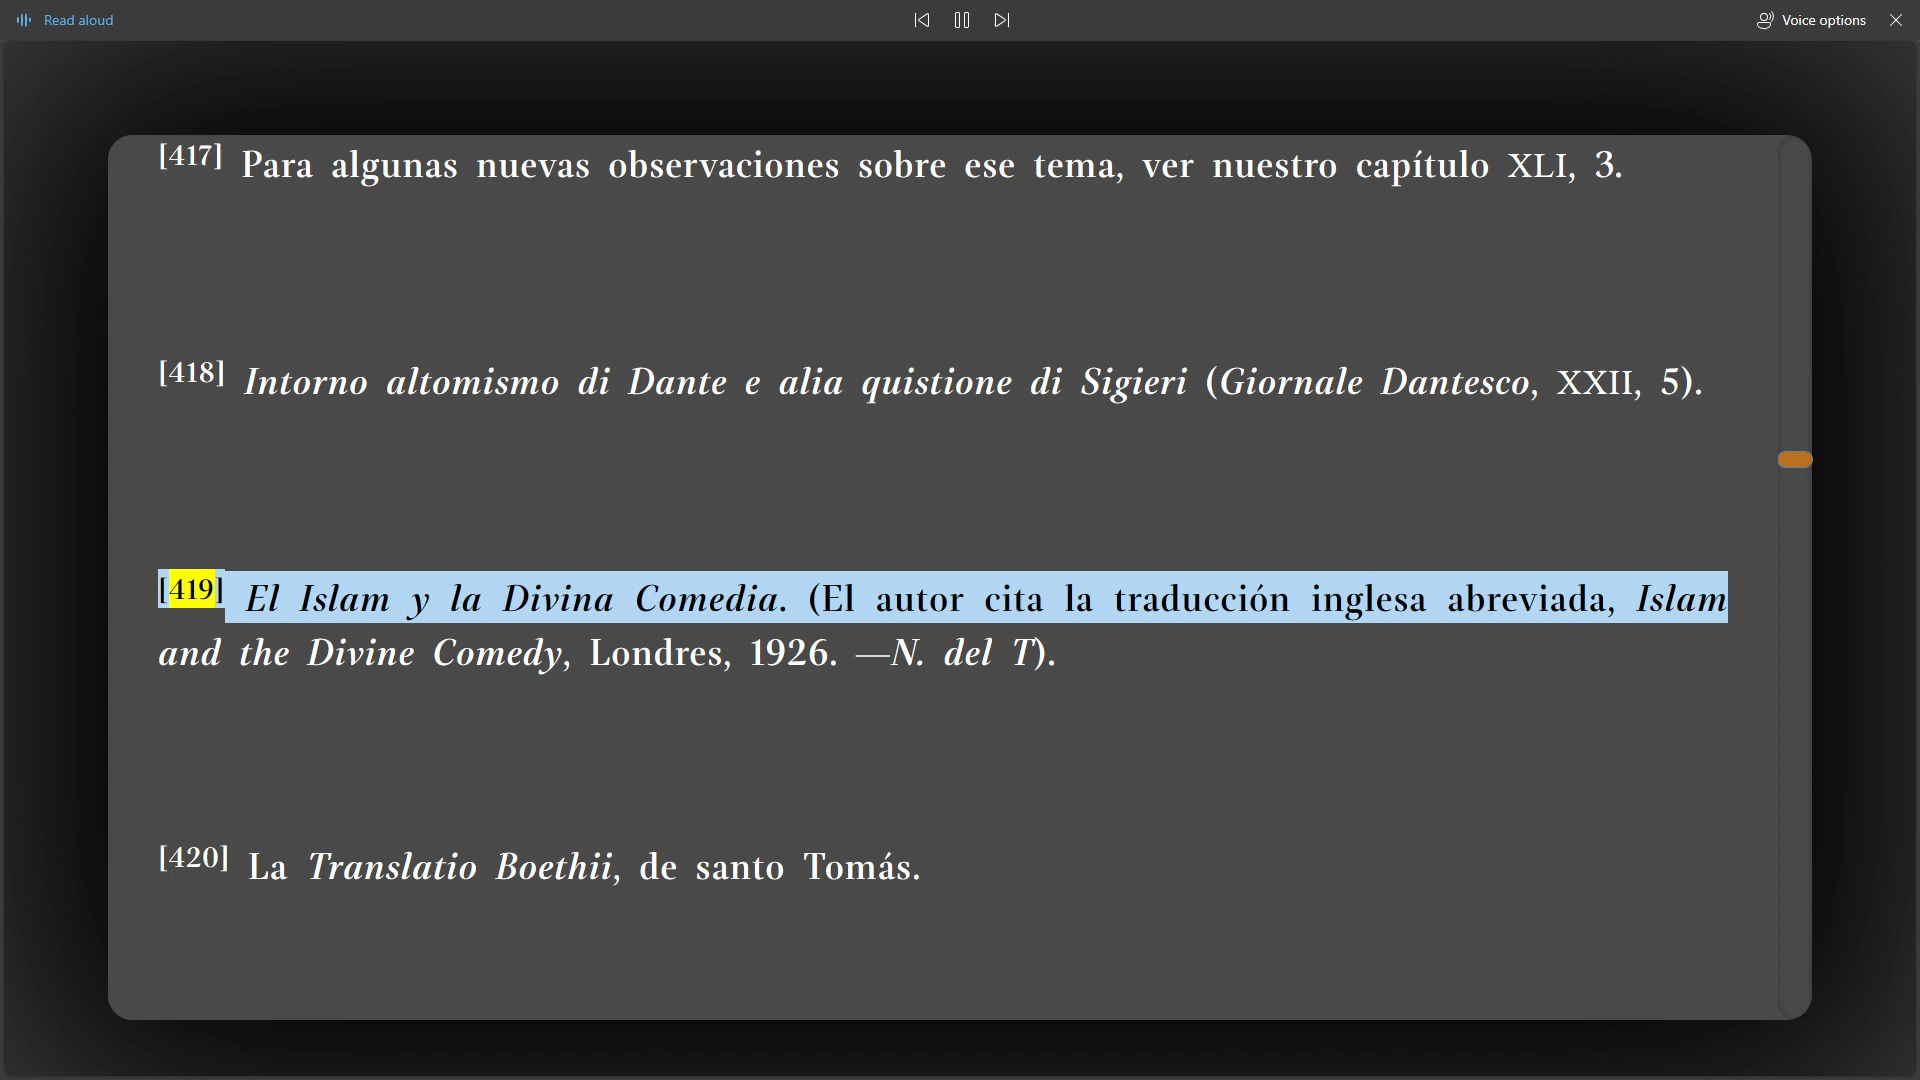 Read aloud
Voice options
[417] Para algunas nuevas observaciones sobre ese tema, ver nuestro capítulo XLI, 3.
[418] Intorno altomismo di Dante e alia quistione di Sigieri (Giornale Dantesco, XXII, 5).
[419] El Islam y la Divina Comedia. (El autor cita la traducción inglesa abreviada, Islam
and the Divine Comedy, Londres, 1926. —N. del T).
[420] La Translatio Boethii, de santo Tomás.